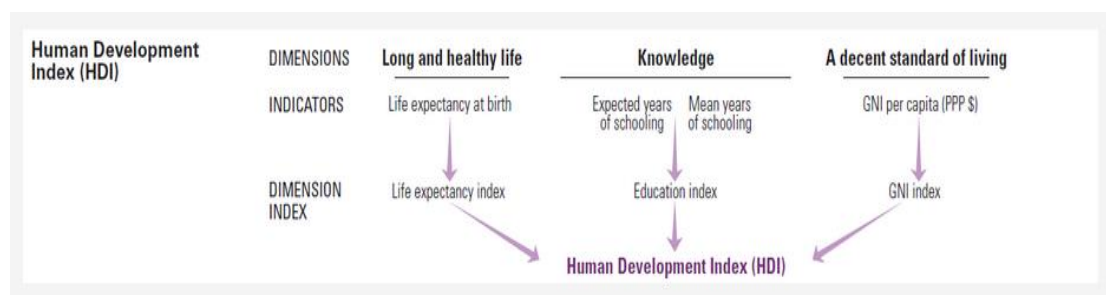 Human Development
Index (HDI)
DIMENSIONS
Long and healthy life
Knowledge
A decent standard of living
INDICATORS
Life expectancy at birth
Expected years
of schooling
Mean years
of schooling
GNI per capita (PPP $)
DIMENSION
INDEX
Life expectancy index
Education index
GNI index
Human Development Index (HDI)